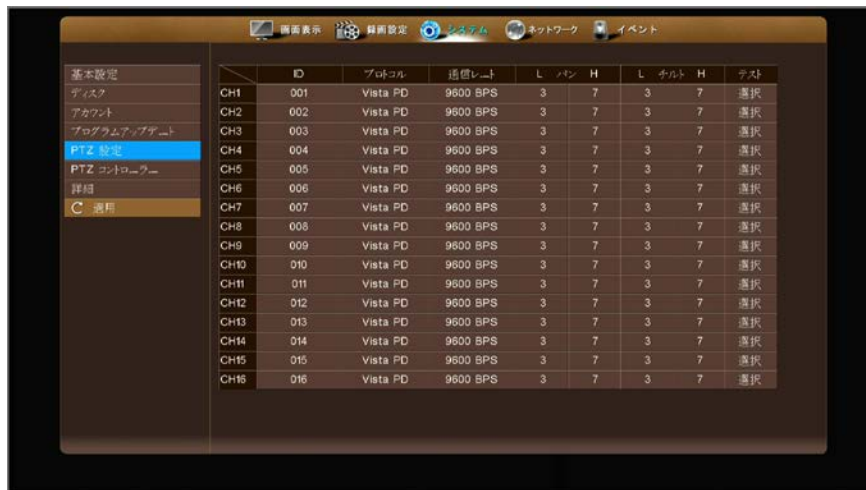 画面表示 録画設定 システム ネットワーク イベント
基本設定
ディスク
アカウント
プログラムアップデート
PTZ 設定
PTZ コントローラー
詳細
適用
ID プロトコル 通信レート L パン H L チルト H テスト
CH1 001 Vista PD 9600 BPS 3 7 3 7 選択
CH2 002 Vista PD 9600 BPS 3 7 3 7 選択
CH3 003 Vista PD 9600 BPS 3 7 3 7 選択
CH4 004 Vista PD 9600 BPS 3 7 3 7 選択
CH5 005 Vista PD 9600 BPS 3 7 3 7 選択
CH6 006 Vista PD 9600 BPS 3 7 3 7 選択
CH7 007 Vista PD 9600 BPS 3 7 3 7 選択
CH8 008 Vista PD 9600 BPS 3 7 3 7 選択
CH9 009 Vista PD 9600 BPS 3 7 3 7 選択
CH10 010 Vista PD 9600 BPS 3 7 3 7 選択
CH11 011 Vista PD 9600 BPS 3 7 3 7 選択
CH12 012 Vista PD 9600 BPS 3 7 3 7 選択
CH13 013 Vista PD 9600 BPS 3 7 3 7 選択
CH14 014 Vista PD 9600 BPS 3 7 3 7 選択
CH15 015 Vista PD 9600 BPS 3 7 3 7 選択
CH16 016 Vista PD 9600 BPS 3 7 3 7 選択